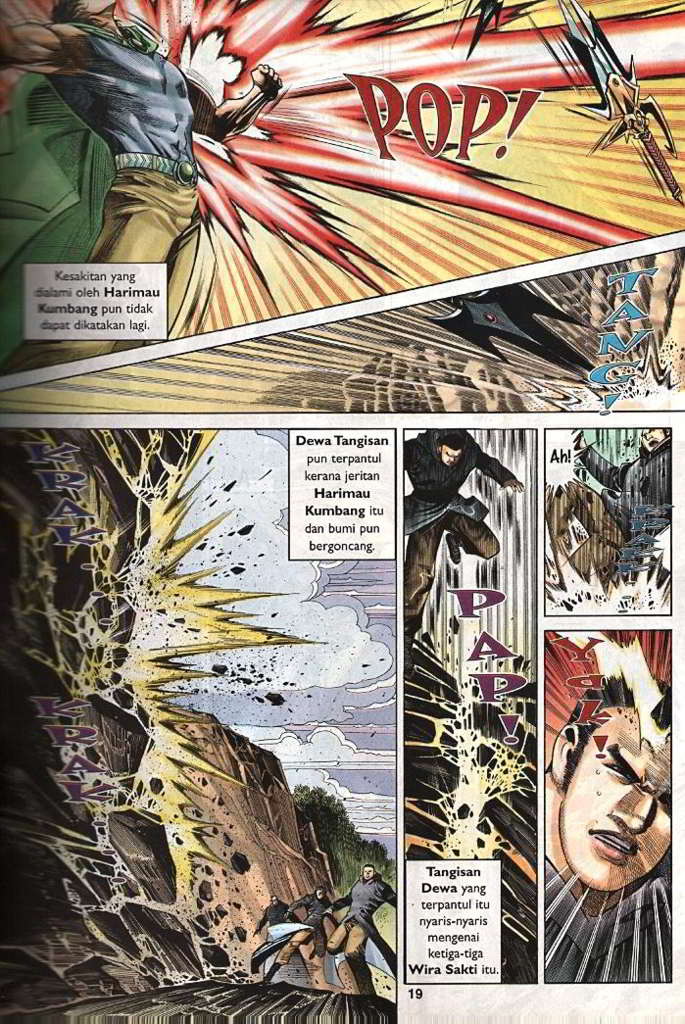 POP!
Kesakitan yang
dialami oleh Harimau
Kumbang pun tidak
dapat dikatakan lagi.
TANG!
KRAK
KRAK
Dewa Tangisan
pun terpantul
kerana jeritan
Harimau
Kumbang itu
dan bumi pun
bergoncang.
PAP!
Tangisan
Dewa yang
terpantul itu
nyaris-nyaris
mengenai
ketiga-tiga
Wira Sakti itu.
Ah!
19